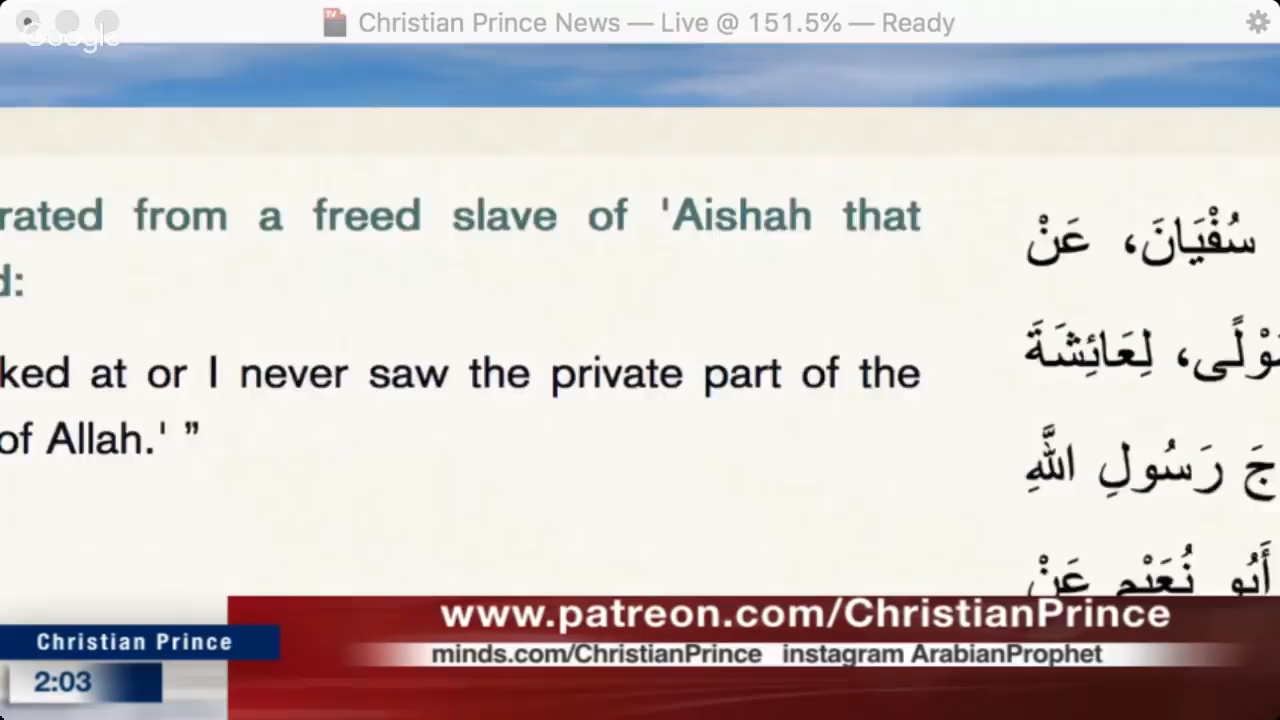 Christian Prince News — Live @ 151.5% — Ready
Google
rated from a freed slave of 'Aishah that
d:
ked at or I never saw the private part of the
of Allah.' ”
سُفْيَانَ، عَنْ
وْلًى، لِعَائِشَةَ
جَ رَسُولِ اللَّهِ
أَبُو نُعَيْمٍ عَنْ
www.patreon.com/ChristianPrince
minds.com/ChristianPrince instagram ArabianProphet
Christian Prince
2:03